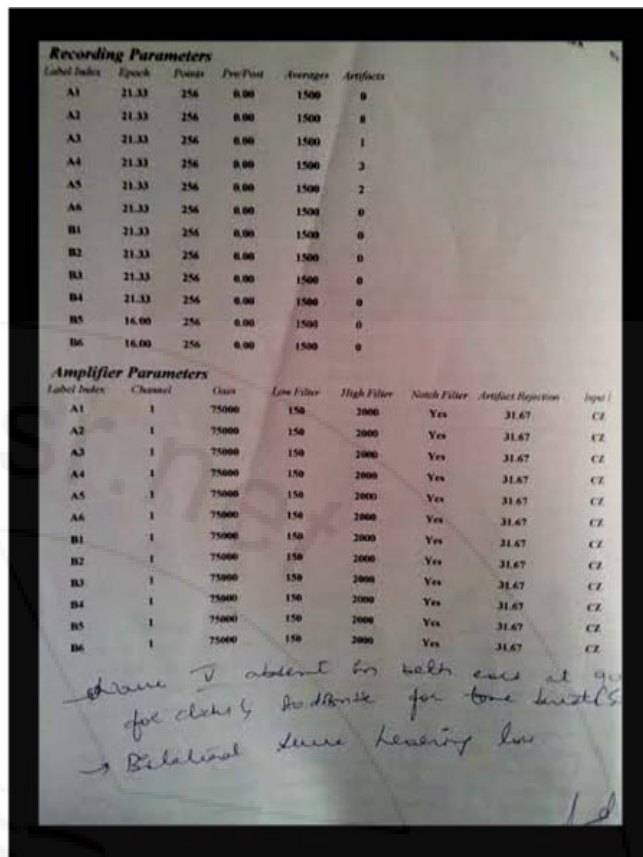 Recording Parameters
Label Index Epoch Points Pre/Post Averages Artifacts
A1 21.33 256 0.00 1500 0
A2 21.33 256 0.00 1500 8
A3 21.33 256 0.00 1500 1
A4 21.33 256 0.00 1500 3
A5 21.33 256 0.00 1500 2
A6 21.33 256 0.00 1500 0
B1 21.33 256 0.00 1500 0
B2 21.33 256 0.00 1500 0
B3 21.33 256 0.00 1500 0
B4 21.33 256 0.00 1500 0
B5 16.00 256 0.00 1500 0
B6 16.00 256 0.00 1500 0
Amplifier Parameters
Label Index Channel Gain Low Filter High Filter Notch Filter Artifact Rejection Input
A1 1 75000 150 2000 Yes 31.67 CZ
A2 1 75000 150 2000 Yes 31.67 CZ
A3 1 75000 150 2000 Yes 31.67 CZ
A4 1 75000 150 2000 Yes 31.67 CZ
A5 1 75000 150 2000 Yes 31.67 CZ
A6 1 75000 150 2000 Yes 31.67 CZ
B1 1 75000 150 2000 Yes 31.67 CZ
B2 1 75000 150 2000 Yes 31.67 CZ
B3 1 75000 150 2000 Yes 31.67 CZ
B4 1 75000 150 2000 Yes 31.67 CZ
B5 1 75000 150 2000 Yes 31.67 CZ
B6 1 75000 150 2000 Yes 31.67 CZ
V absent in both ears at 90
for for tone
→ Bilateral hearing loss